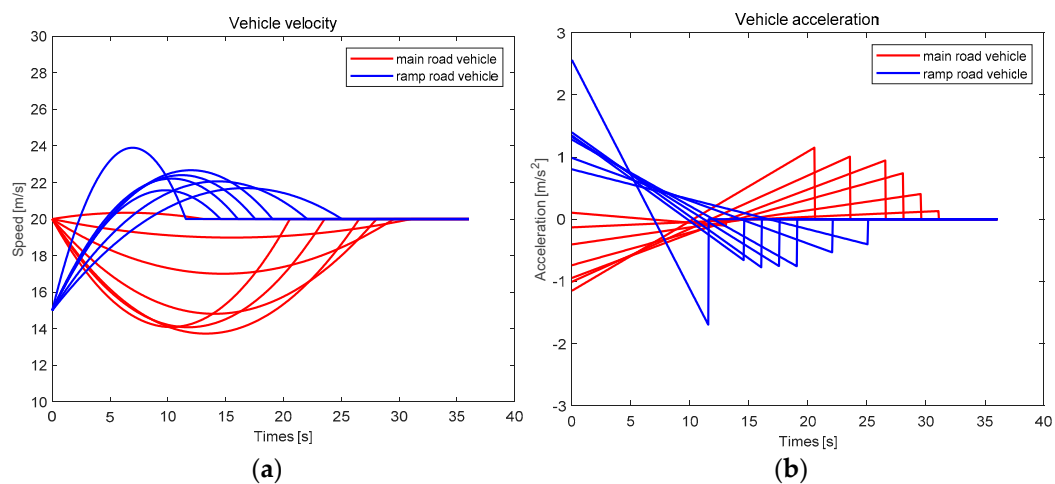 Vehicle velocity
30
28
26
24
22
20
18
16
14
12
10
Speed [m/s]
main road vehicle
ramp road vehicle
0 5 10 15 20 25 30 35 40
Times [s]
(a)
Vehicle acceleration
3
2
1
0
-1
-2
-3
Acceleration [m/s²]
main road vehicle
ramp road vehicle
0 5 10 15 20 25 30 35 40
Times [s]
(b)